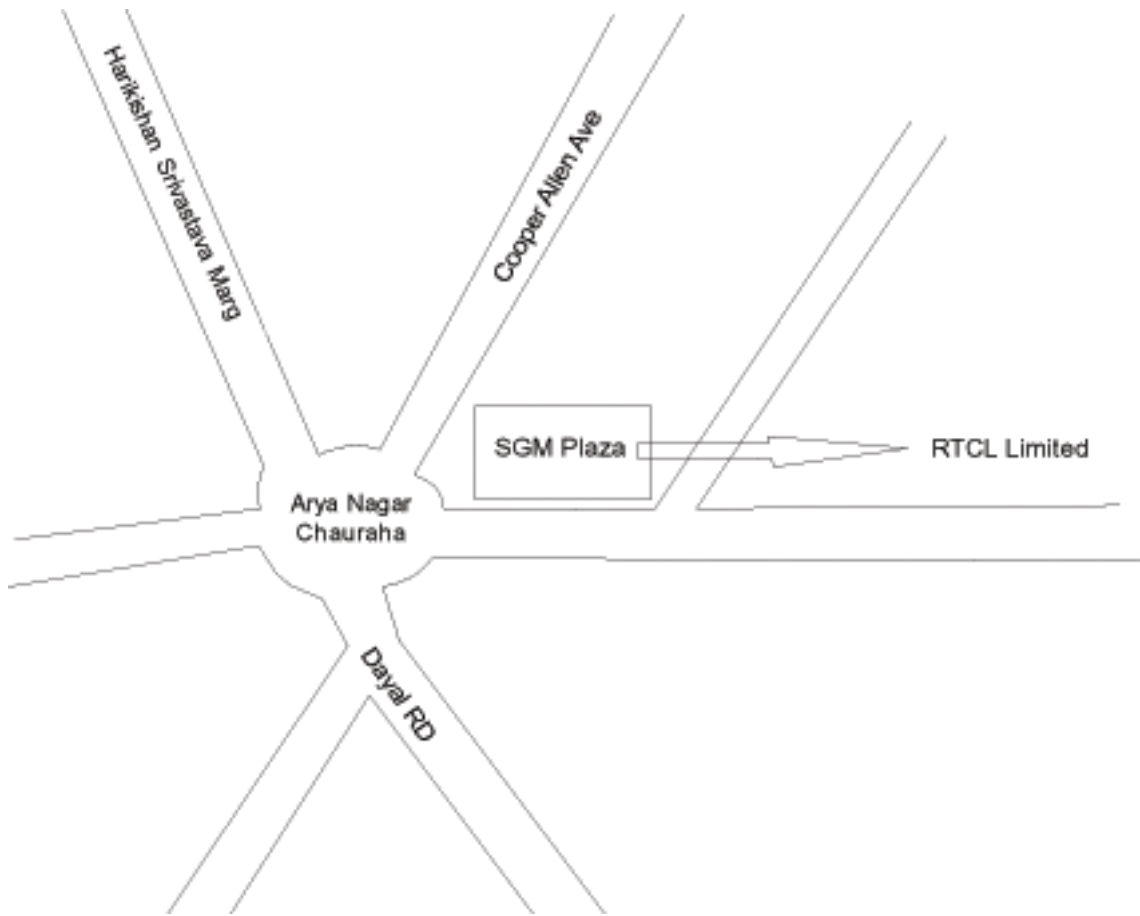 Harikishan Srivastava Marg
Cooper Allen Ave
SGM Plaza
RTCL Limited
Arya Nagar
Chauraha
Dayal RD